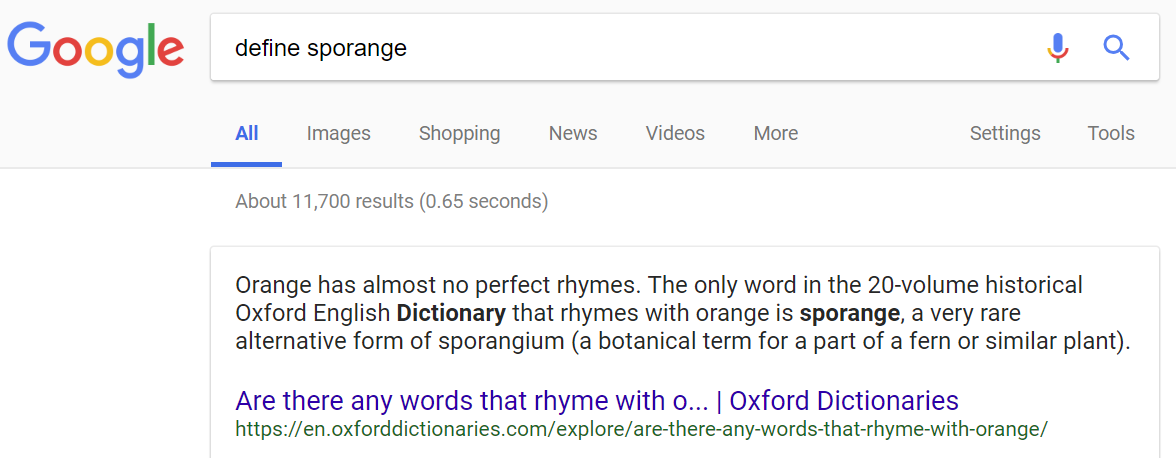 Google
define sporange
All Images Shopping News Videos More Settings Tools
About 11,700 results (0.65 seconds)
Orange has almost no perfect rhymes. The only word in the 20-volume historical
Oxford English Dictionary that rhymes with orange is sporange, a very rare
alternative form of sporangium (a botanical term for a part of a fern or similar plant).
Are there any words that rhyme with o... | Oxford Dictionaries
https://en.oxforddictionaries.com/explore/are-there-any-words-that-rhyme-with-orange/